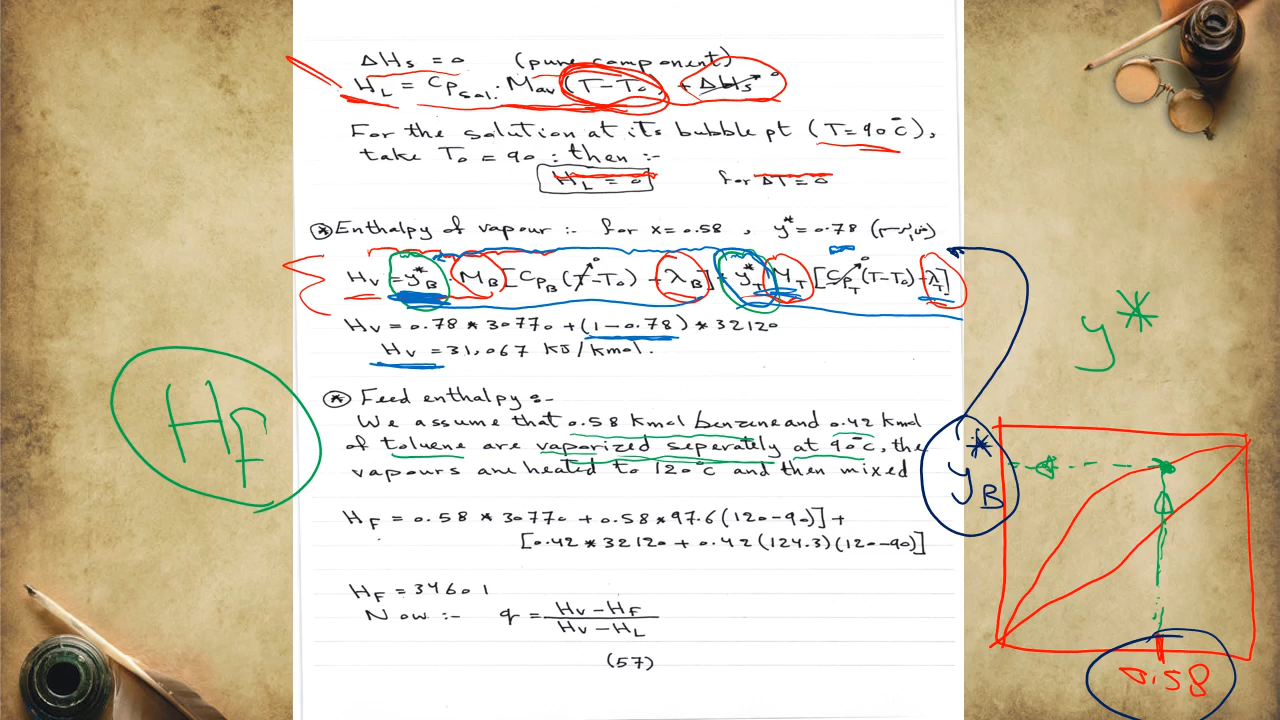 ΔHs = 0 (pure component)
HL = CpSol. Mav (T-To) + ΔHs 0
For the solution at its bubble pt (T=90°C),
take To = 90 : then :-
HL = 0 for ΔT = 0
* Enthalpy of vapour :- for x=0.58 , y*=0.78
Hv = y*B MB [CpB (T-To) + λB] + y*T MT [CpT (T-To) + λT]
Hv = 0.78 * 30770 + (1-0.78) * 32120
Hv = 31,067 kJ/kmol.
* Feed enthalpy :-
We assume that 0.58 Kmol benzene and 0.42 kmol
of toluene are vaporized seperately at 90°C, the
vapours are heated to 120°C and then mixed
HF = 0.58 * 30770 + 0.58*97.6 (120-90)] +
[0.42 * 32120 + 0.42 (124.3) (120-90)]
HF = 34601
Now :- q = Hv - HF
Hv - HL
(57)
HF
y*
y*B
0.58